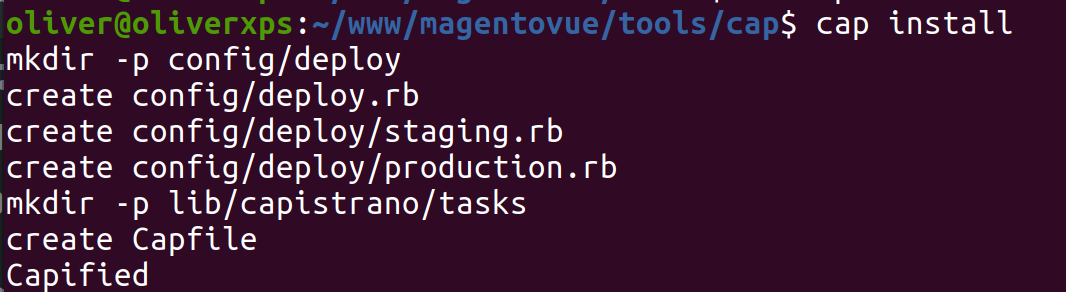 oliver@oliverxps:~/www/magentovue/tools/cap$ cap install
mkdir -p config/deploy
create config/deploy.rb
create config/deploy/staging.rb
create config/deploy/production.rb
mkdir -p lib/capistrano/tasks
create Capfile
Capified